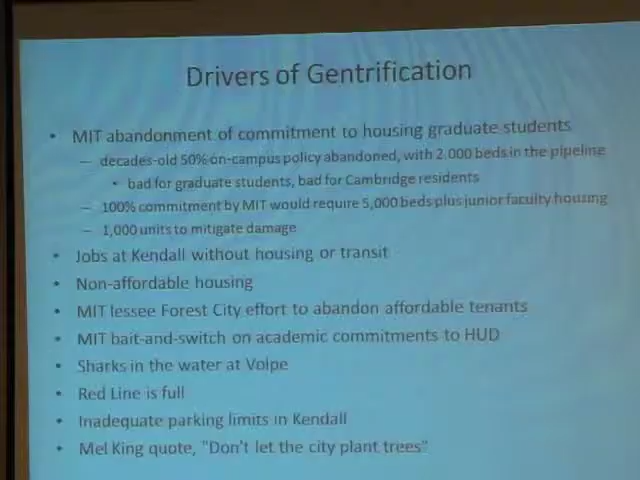 Drivers of Gentrification
• MIT abandonment of commitment to housing graduate students
– decades-old 50% on-campus policy abandoned, with 2,000 beds in the pipeline
• bad for graduate students, bad for Cambridge residents
– 100% commitment by MIT would require 5,000 beds plus junior faculty housing
– 1,000 units to mitigate damage
• Jobs at Kendall without housing or transit
• Non-affordable housing
• MIT lessee Forest City effort to abandon affordable tenants
• MIT bait-and-switch on academic commitments to HUD
• Sharks in the water at Volpe
• Red Line is full
• Inadequate parking limits in Kendall
• Mel King quote, "Don't let the city plant trees"